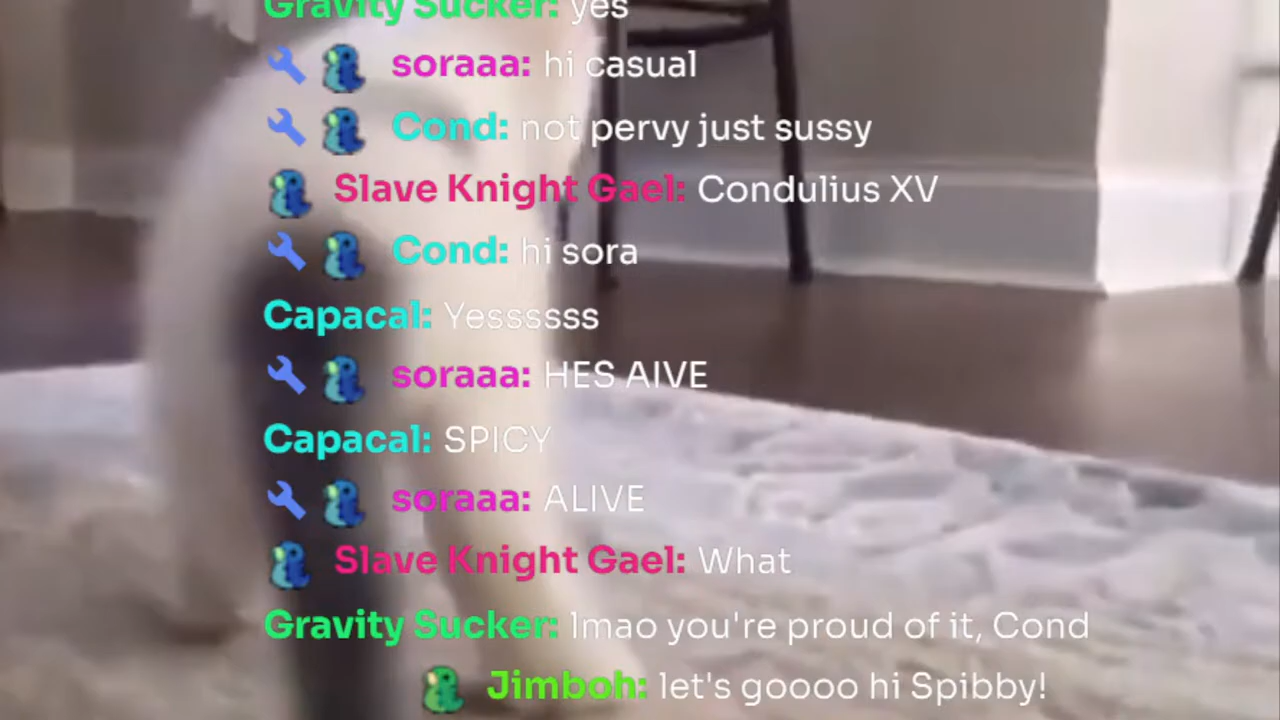 Gravity Sucker: yes
soraaa: hi casual
Cond: not pervy just sussy
Slave Knight Gael: Condulius XV
Cond: hi sora
Capacal: Yessssss
soraaa: HES AIVE
Capacal: SPICY
soraaa: ALIVE
Slave Knight Gael: What
Gravity Sucker: lmao you're proud of it, Cond
Jimboh: let's goooo hi Spibby!